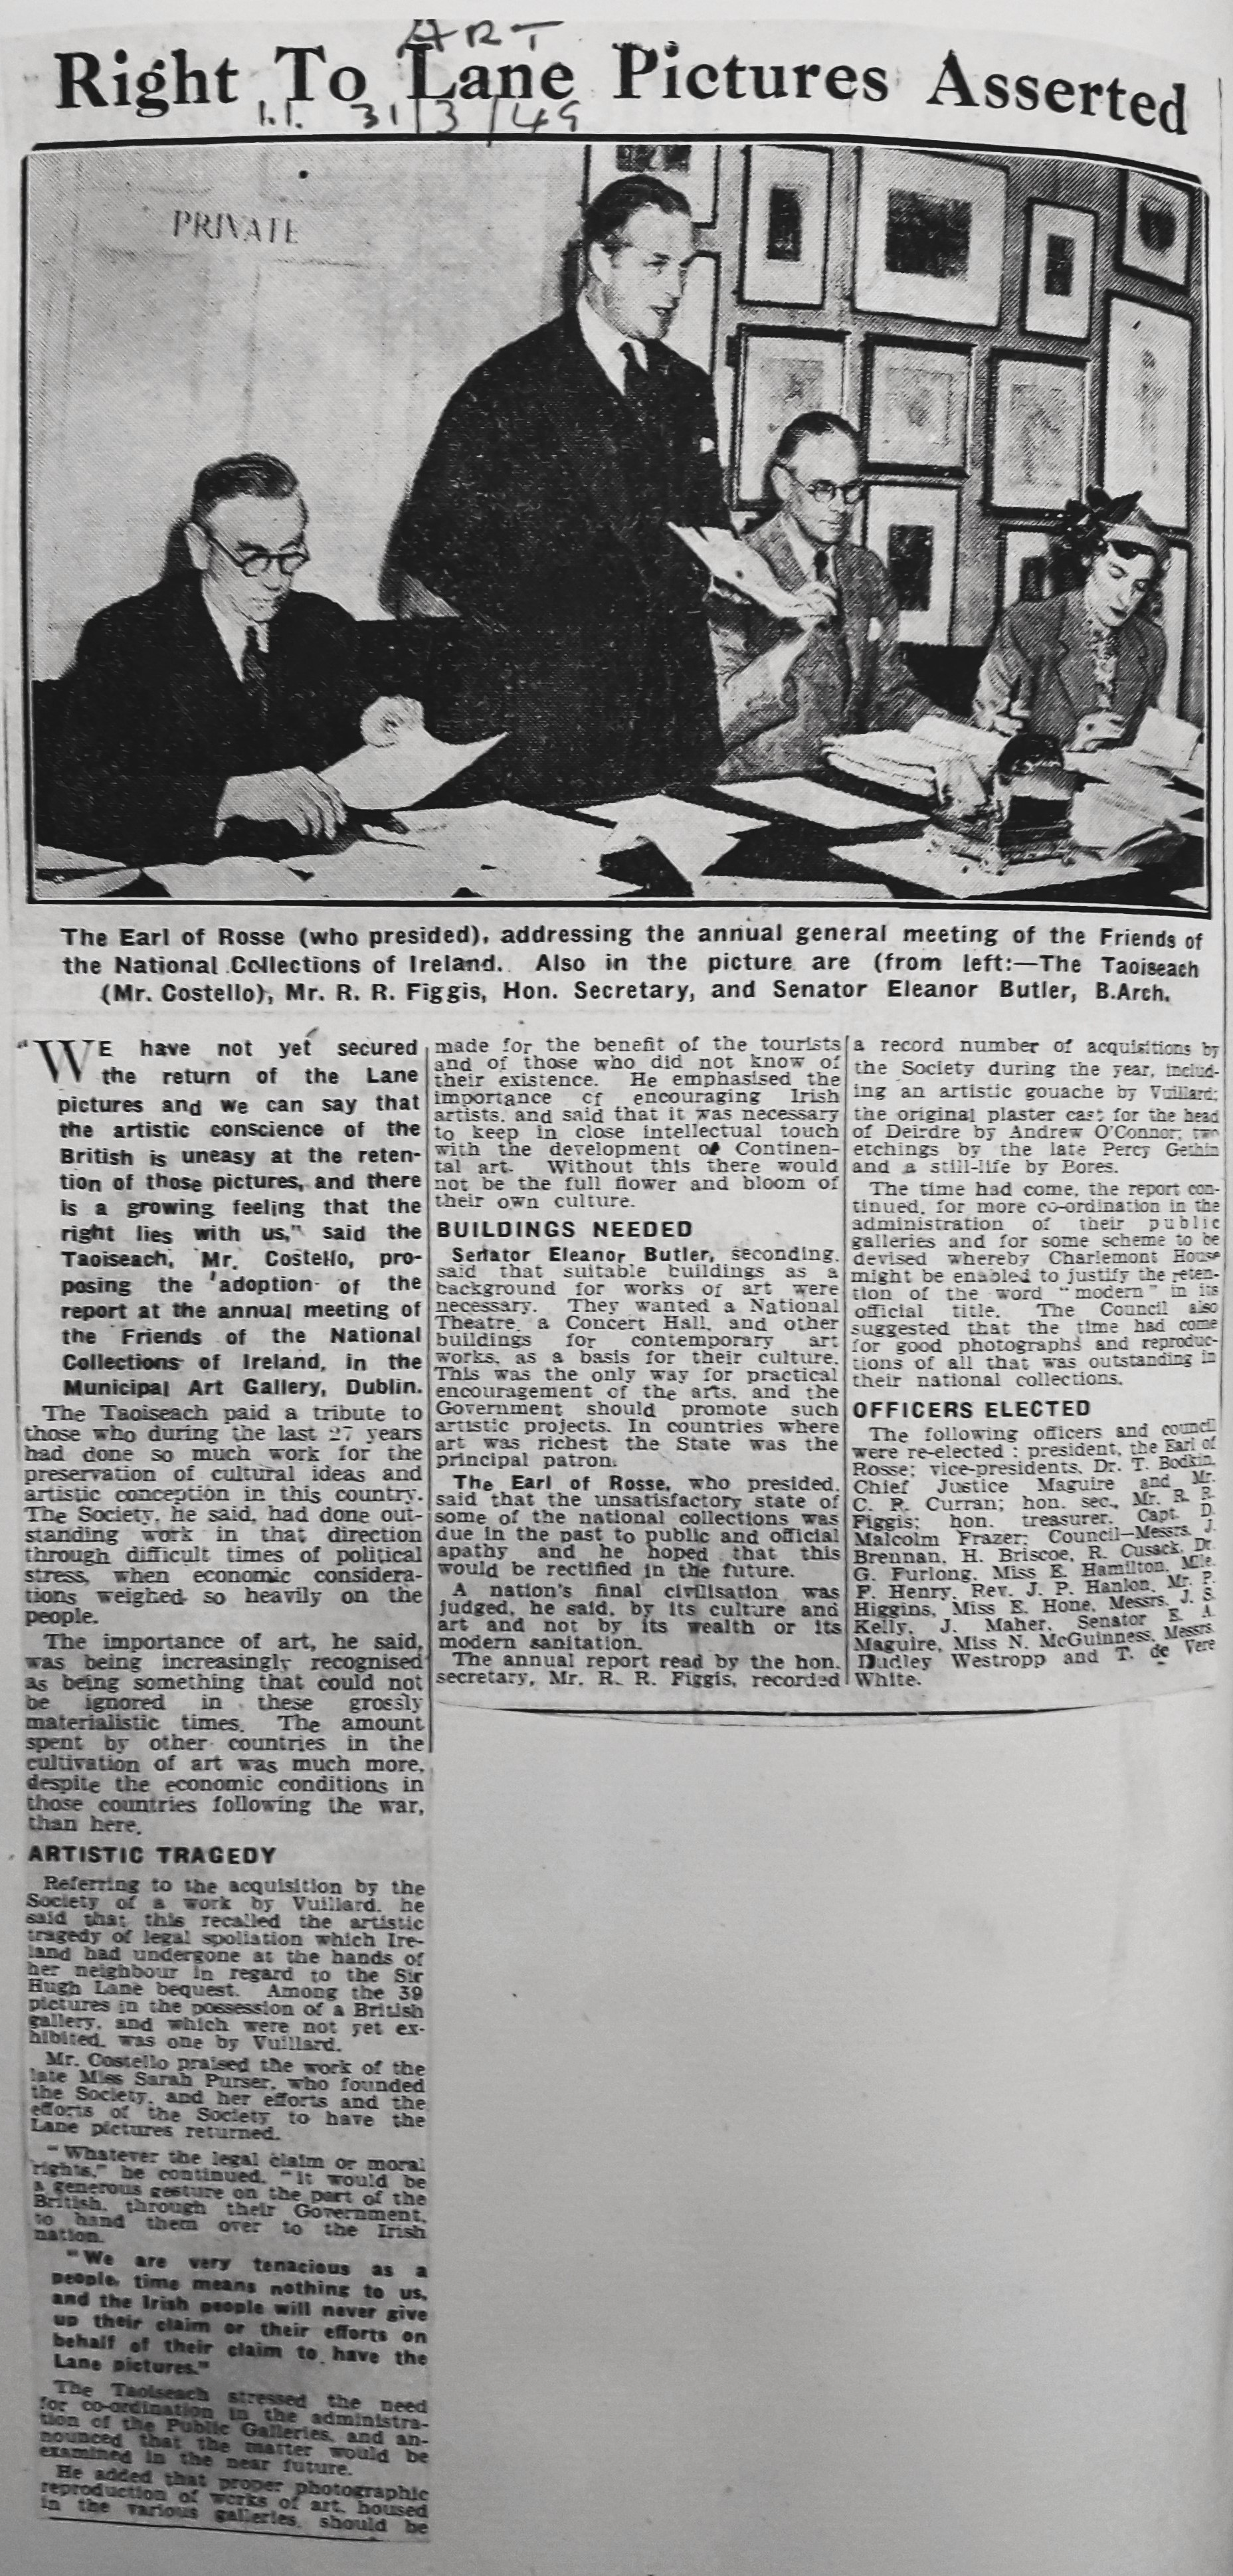 ART
Right To Lane Pictures Asserted
I.I. 31/3/49
PRIVATE
The Earl of Rosse (who presided), addressing the annual general meeting of the Friends of
the National Collections of Ireland. Also in the picture are (from left:—The Taoiseach
(Mr. Costello), Mr. R. R. Figgis, Hon. Secretary, and Senator Eleanor Butler, B.Arch.
"WE have not yet secured
the return of the Lane
pictures and we can say that
the artistic conscience of the
British is uneasy at the reten-
tion of those pictures, and there
is a growing feeling that the
right lies with us," said the
Taoiseach, Mr. Costello, pro-
posing the adoption of the
report at the annual meeting of
the Friends of the National
Collections of Ireland, in the
Municipal Art Gallery, Dublin.
The Taoiseach paid a tribute to
those who during the last 27 years
had done so much work for the
preservation of cultural ideas and
artistic conception in this country.
The Society, he said, had done out-
standing work in that direction
through difficult times of political
stress, when economic considera-
tions weighed so heavily on the
people.
The importance of art, he said,
was being increasingly recognised
as being something that could not
be ignored in these grossly
materialistic times. The amount
spent by other countries in the
cultivation of art was much more,
despite the economic conditions in
those countries following the war,
than here.
ARTISTIC TRAGEDY
Referring to the acquisition by the
Society of a work by Vuillard, he
said that this recalled the artistic
tragedy of legal spoliation which Ire-
land had undergone at the hands of
her neighbour in regard to the Sir
Hugh Lane bequest. Among the 39
pictures in the possession of a British
gallery, and which were not yet ex-
hibited, was one by Vuillard.
Mr. Costello praised the work of the
late Miss Sarah Purser, who founded
the Society, and her efforts and the
efforts of the Society to have the
Lane pictures returned.
"Whatever the legal claim or moral
rights," he continued, "it would be
a generous gesture on the part of the
British, through their Government,
to hand them over to the Irish
nation.
"We are very tenacious as a
people, time means nothing to us,
and the Irish people will never give
up their claim or their efforts on
behalf of their claim to have the
Lane pictures."
The Taoiseach stressed the need
for co-ordination in the administra-
tion of the Public Galleries, and an-
nounced that the matter would be
examined in the near future.
He added that proper photographic
reproduction of works of art, housed
in the various galleries, should be
made for the benefit of the tourists
and of those who did not know of
their existence. He emphasised the
importance of encouraging Irish
artists, and said that it was necessary
to keep in close intellectual touch
with the development of Continen-
tal art. Without this there would
not be the full flower and bloom of
their own culture.
BUILDINGS NEEDED
Senator Eleanor Butler, seconding,
said that suitable buildings as a
background for works of art were
necessary. They wanted a National
Theatre, a Concert Hall, and other
buildings for contemporary art
works, as a basis for their culture.
This was the only way for practical
encouragement of the arts, and the
Government should promote such
artistic projects. In countries where
art was richest the State was the
principal patron.
The Earl of Rosse, who presided,
said that the unsatisfactory state of
some of the national collections was
due in the past to public and official
apathy and he hoped that this
would be rectified in the future.
A nation's final civilisation was
judged, he said, by its culture and
art and not by its wealth or its
modern sanitation.
The annual report read by the hon.
secretary, Mr. R. R. Figgis, recorded
a record number of acquisitions by
the Society during the year, includ-
ing an artistic gouache by Vuillard;
the original plaster cast for the head
of Deirdre by Andrew O'Connor; two
etchings by the late Percy Gethin
and a still-life by Bores.
The time had come, the report con-
tinued, for more co-ordination in the
administration of their public
galleries and for some scheme to be
devised whereby Charlemont House
might be enabled to justify the reten-
tion of the word "modern" in its
official title. The Council also
suggested that the time had come
for good photographs and reproduc-
tions of all that was outstanding in
their national collections.
OFFICERS ELECTED
The following officers and council
were re-elected : president, the Earl of
Rosse; vice-presidents, Dr. T. Bodkin,
Chief Justice Maguire and Mr.
C. P. Curran; hon. sec., Mr. R. R.
Figgis; hon. treasurer, Capt. D.
Malcolm Frazer; Council—Messrs. J.
Brennan, H. Briscoe, R. Cusack, Dr.
G. Furlong, Miss E. Hamilton, Mlle.
F. Henry, Rev. J. P. Hanlon, Mr. P.
Higgins, Miss E. Hone, Messrs. J. S.
Kelly, J. Maher, Senator E. A.
Maguire, Miss N. McGuinness, Messrs.
Dudley Westropp and T. de Vere
White.